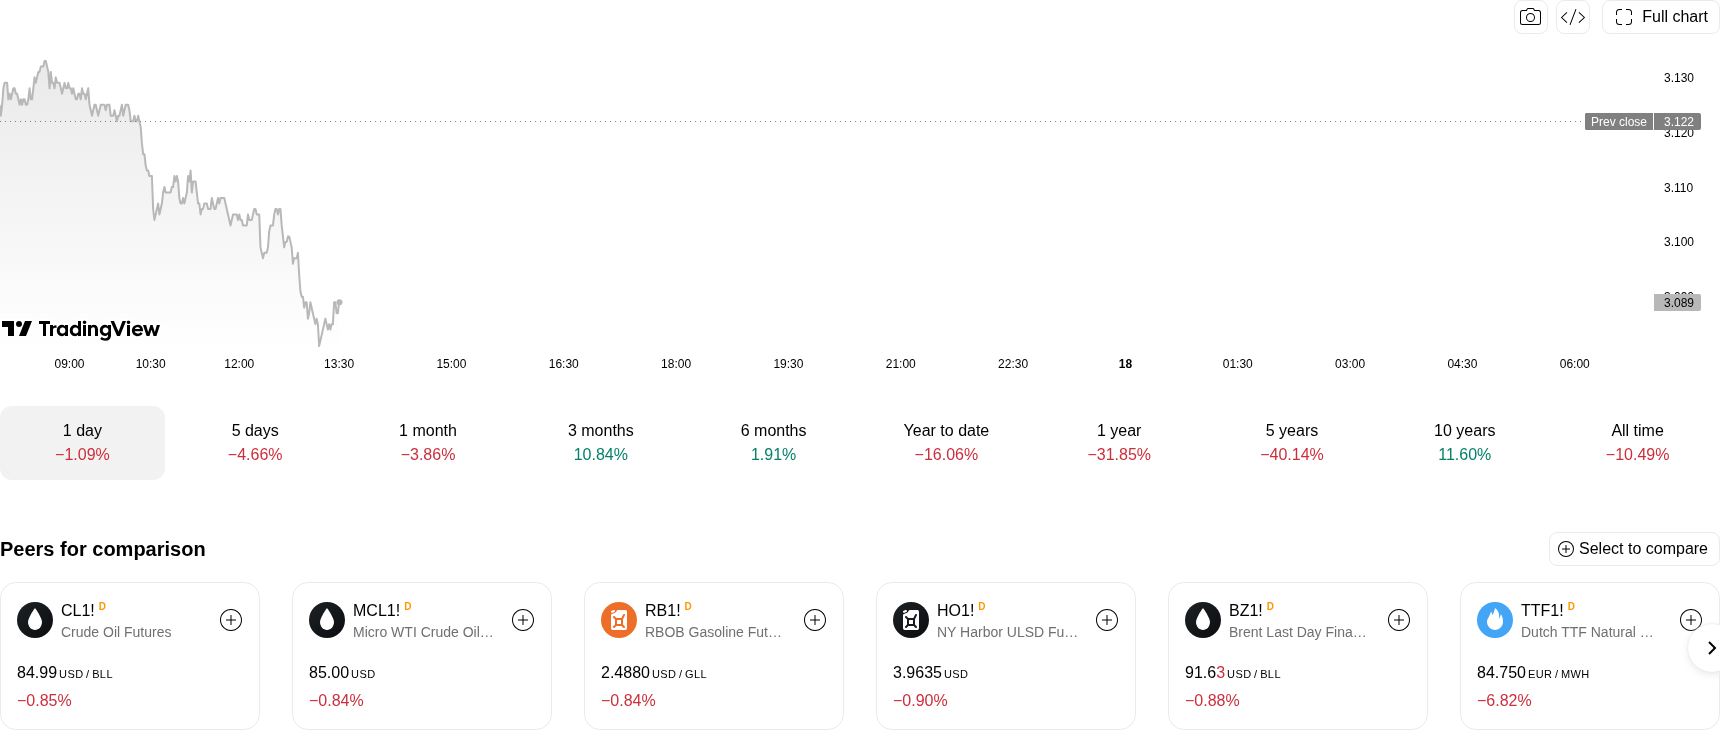 Full chart
3.130
Prev close 3.122
3.120
3.110
3.100
3.089
TradingView
09:00 10:30 12:00 13:30 15:00 16:30 18:00 19:30 21:00 22:30 18 01:30 03:00 04:30 06:00
1 day 5 days 1 month 3 months 6 months Year to date 1 year 5 years 10 years All time
−1.09% −4.66% −3.86% 10.84% 1.91% −16.06% −31.85% −40.14% 11.60% −10.49%
Peers for comparison
Select to compare
CL1! D
Crude Oil Futures
84.99 USD / BLL
−0.85%
MCL1! D
Micro WTI Crude Oil…
85.00 USD
−0.84%
RB1! D
RBOB Gasoline Fut…
2.4880 USD / GLL
−0.84%
HO1! D
NY Harbor ULSD Fu…
3.9635 USD
−0.90%
BZ1! D
Brent Last Day Fina…
91.63 USD / BLL
−0.88%
TTF1! D
Dutch TTF Natural …
84.750 EUR / MWH
−6.82%